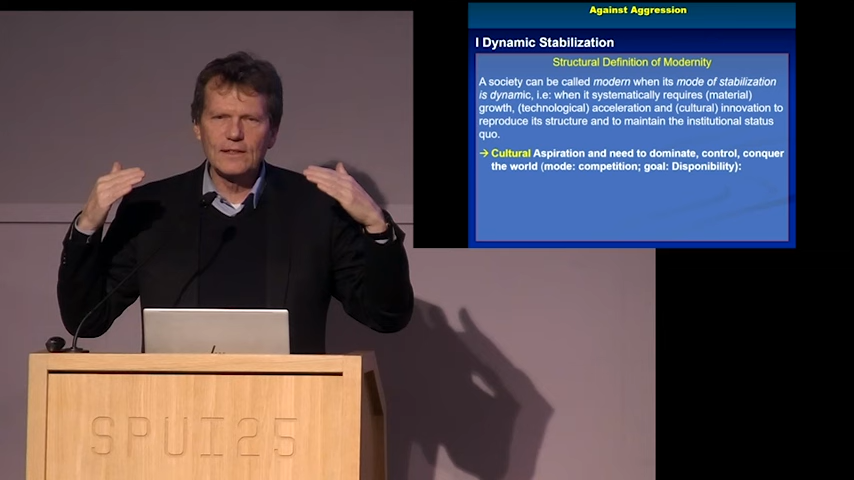 Against Aggression
I Dynamic Stabilization
Structural Definition of Modernity
A society can be called modern when its mode of stabilization
is dynamic, i.e: when it systematically requires (material)
growth, (technological) acceleration and (cultural) innovation to
reproduce its structure and to maintain the institutional status
quo.
→ Cultural Aspiration and need to dominate, control, conquer
the world (mode: competition; goal: Disponibility):
SPUI25